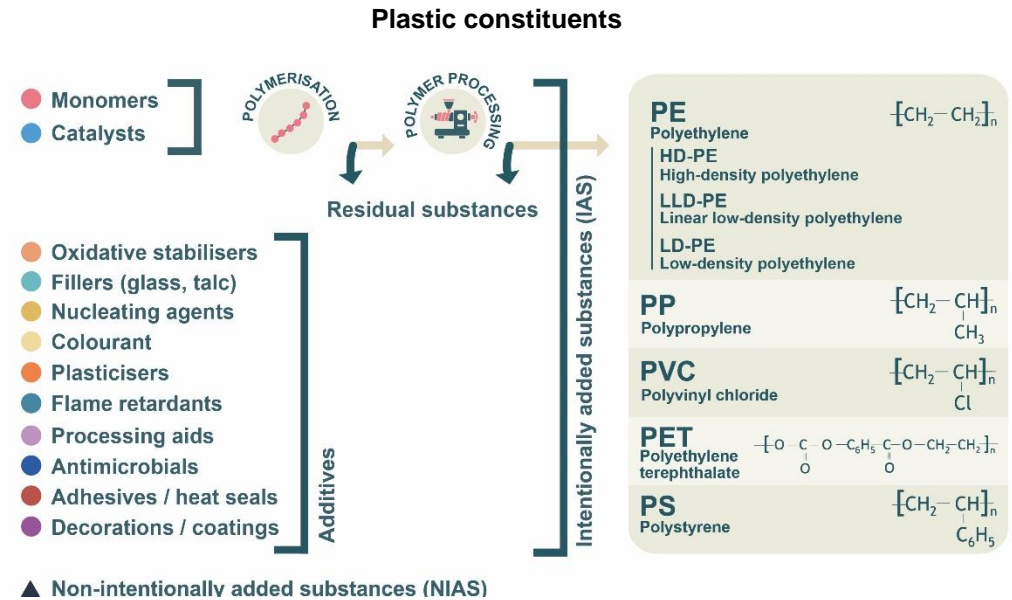 Plastic constituents
Monomers
Catalysts
POLYMERISATION
POLYMER PROCESSING
Residual substances
Oxidative stabilisers
Fillers (glass, talc)
Nucleating agents
Colourant
Plasticisers
Flame retardants
Processing aids
Antimicrobials
Adhesives / heat seals
Decorations / coatings
Additives
Non-intentionally added substances (NIAS)
Intentionally added substances (IAS)
PE
Polyethylene
[CH₂–CH₂]n
HD-PE
High-density polyethylene
LLD-PE
Linear low-density polyethylene
LD-PE
Low-density polyethylene
PP
Polypropylene
[CH₂–CH]n
CH₃
PVC
Polyvinyl chloride
[CH₂–CH]n
Cl
PET
Polyethylene
terephthalate
[O C O–C₆H₅ C–O–CH₂–CH₂]n
O O
PS
Polystyrene
[CH₂–CH]n
C₆H₅